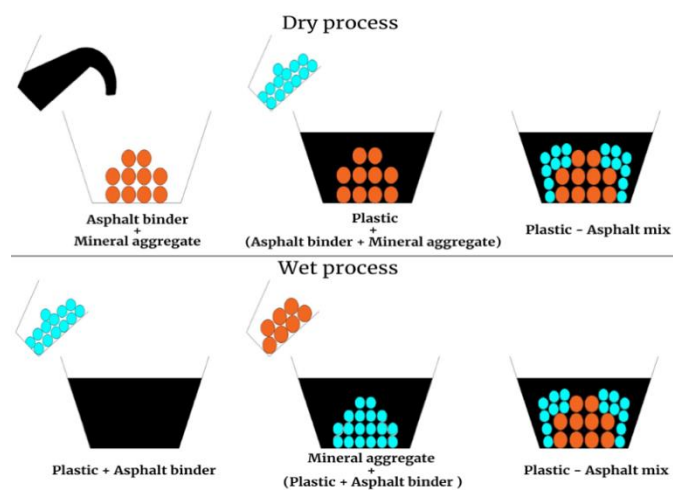 Dry process
Asphalt binder
+
Mineral aggregate
Plastic
+
(Asphalt binder + Mineral aggregate)
Plastic - Asphalt mix
Wet process
Plastic + Asphalt binder
Mineral aggregate
+
(Plastic + Asphalt binder )
Plastic - Asphalt mix